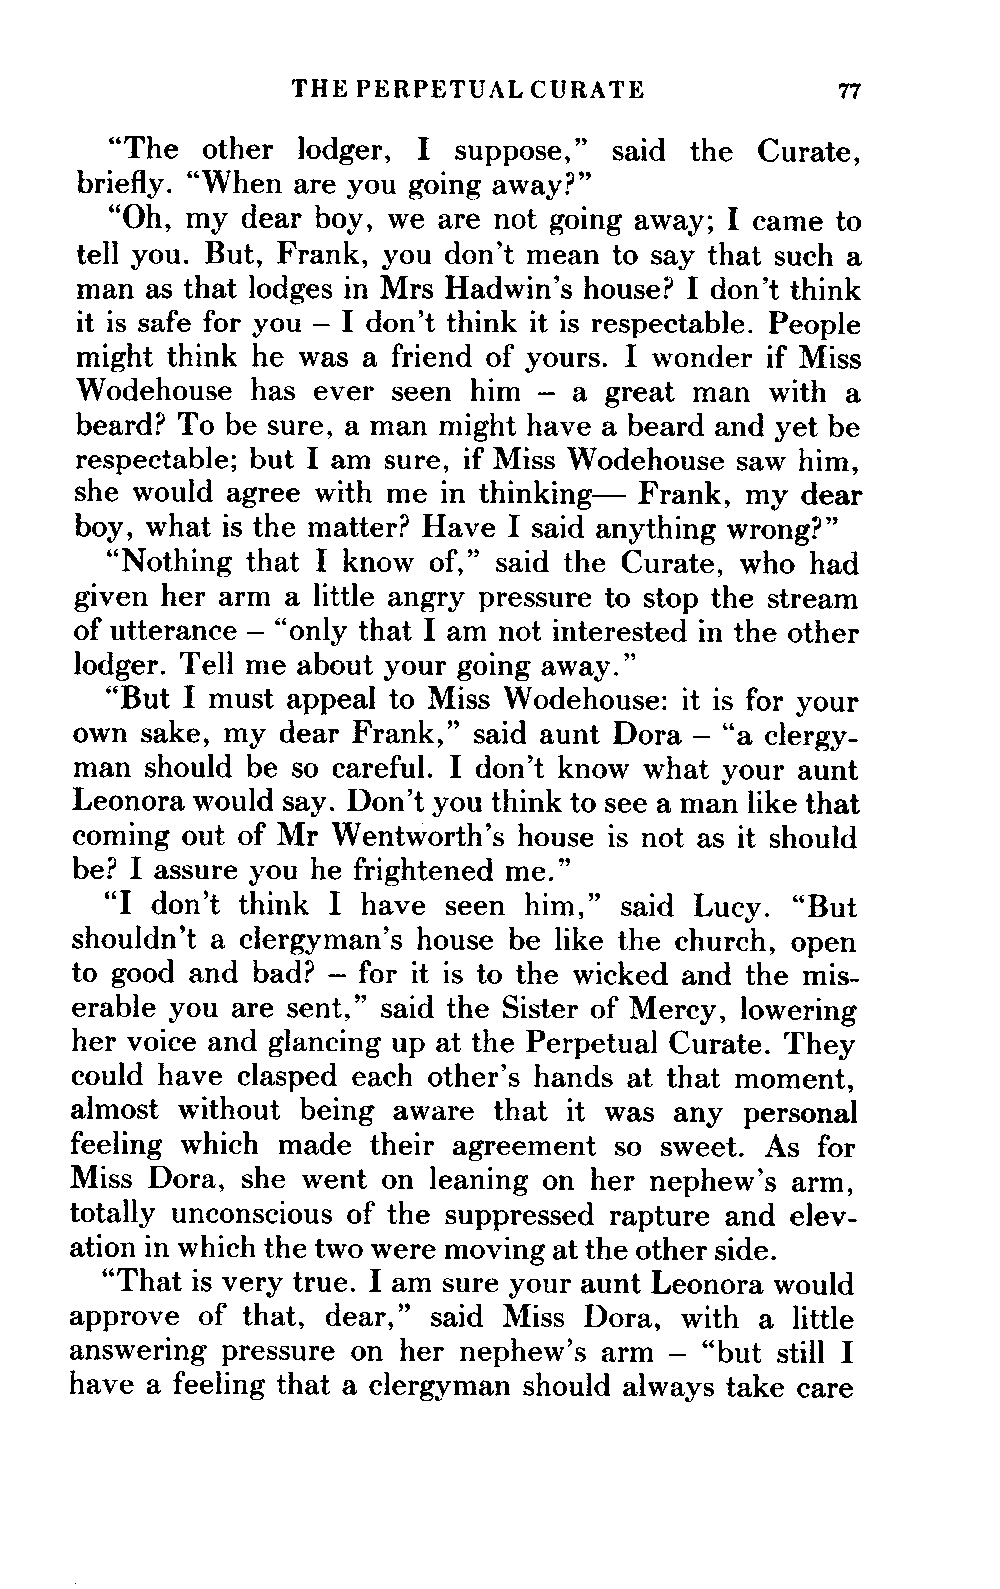 THE PERPETUAL CURATE 77
“The other lodger, I suppose,” said the Curate,
briefly. “When are you going away?”
“Oh, my dear boy, we are not going away; I came to
tell you. But, Frank, you don’t mean to say that such a
man as that lodges in Mrs Hadwin’s house? I don’t think
it is safe for you – I don’t think it is respectable. People
might think he was a friend of yours. I wonder if Miss
Wodehouse has ever seen him – a great man with a
beard? To be sure, a man might have a beard and yet be
respectable; but I am sure, if Miss Wodehouse saw him,
she would agree with me in thinking— Frank, my dear
boy, what is the matter? Have I said anything wrong?”
“Nothing that I know of,” said the Curate, who had
given her arm a little angry pressure to stop the stream
of utterance – “only that I am not interested in the other
lodger. Tell me about your going away.”
“But I must appeal to Miss Wodehouse: it is for your
own sake, my dear Frank,” said aunt Dora – “a clergy-
man should be so careful. I don’t know what your aunt
Leonora would say. Don’t you think to see a man like that
coming out of Mr Wentworth’s house is not as it should
be? I assure you he frightened me.”
“I don’t think I have seen him,” said Lucy. “But
shouldn’t a clergyman’s house be like the church, open
to good and bad? – for it is to the wicked and the mis-
erable you are sent,” said the Sister of Mercy, lowering
her voice and glancing up at the Perpetual Curate. They
could have clasped each other’s hands at that moment,
almost without being aware that it was any personal
feeling which made their agreement so sweet. As for
Miss Dora, she went on leaning on her nephew’s arm,
totally unconscious of the suppressed rapture and elev-
ation in which the two were moving at the other side.
“That is very true. I am sure your aunt Leonora would
approve of that, dear,” said Miss Dora, with a little
answering pressure on her nephew’s arm – “but still I
have a feeling that a clergyman should always take care